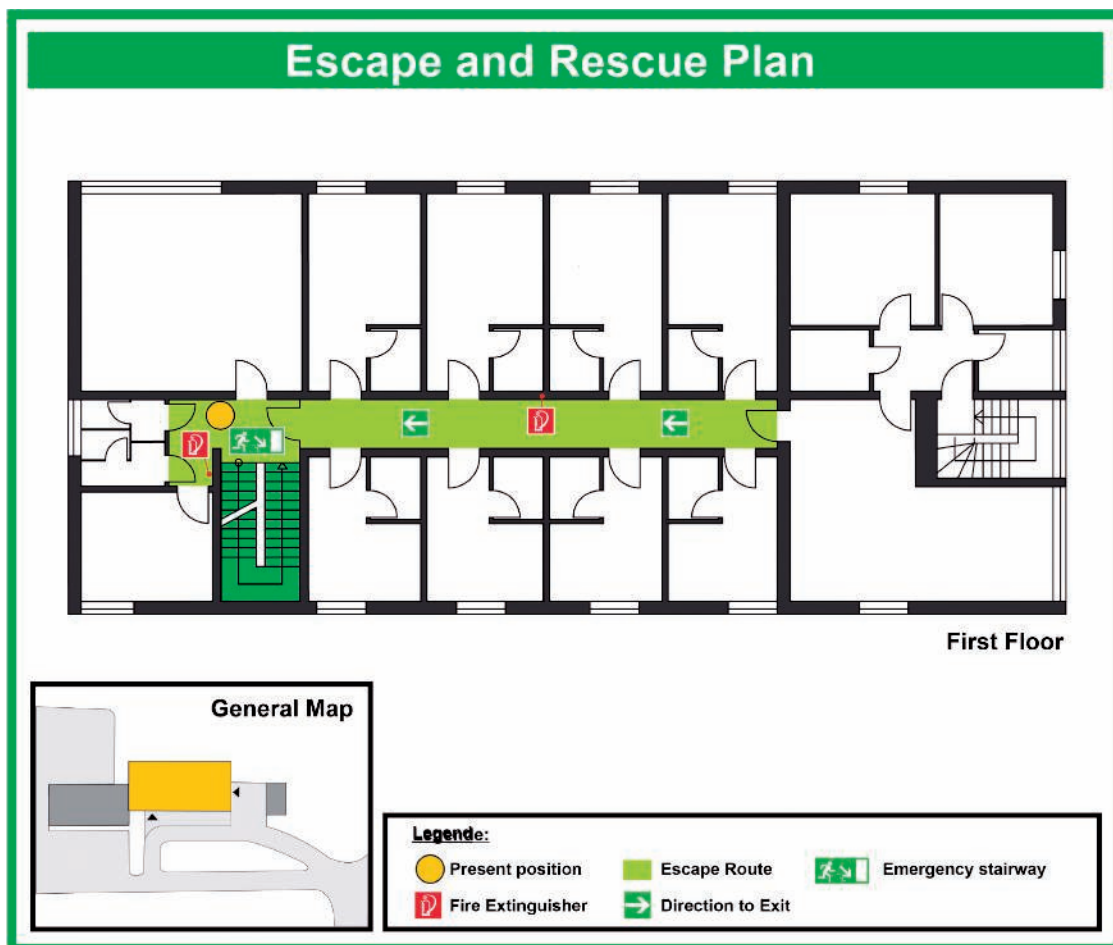 Escape and Rescue Plan
First Floor
General Map
Legende:
Present position
Escape Route
Emergency stairway
Fire Extinguisher
Direction to Exit